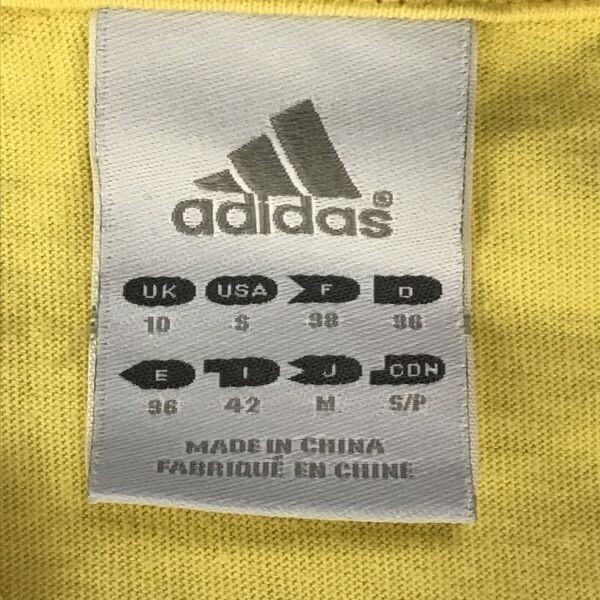 adidas®
UK USA F D
10 S 38 36
E I J CDN
36 42 M S/P
MADE IN CHINA
FABRIQUÉ EN CHINE